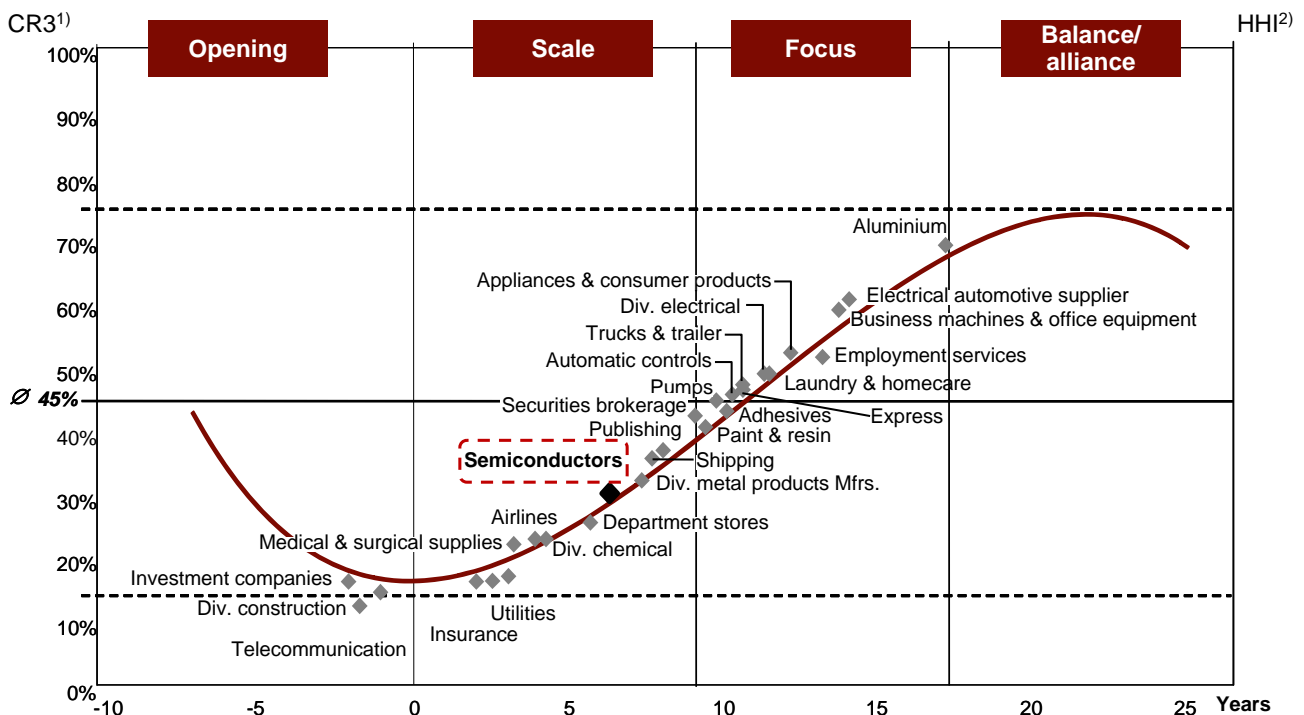 CR31)
HHI2)
Opening
Scale
Focus
Balance/
alliance
100%
90%
80%
70%
60%
50%
Ø 45%
40%
30%
20%
10%
0%
Aluminium
Appliances & consumer products
Electrical automotive supplier
Div. electrical
Business machines & office equipment
Trucks & trailer
Automatic controls
Employment services
Pumps
Laundry & homecare
Securities brokerage
Adhesives
Express
Publishing
Paint & resin
Semiconductors
Shipping
Div. metal products Mfrs.
Airlines
Department stores
Medical & surgical supplies
Div. chemical
Investment companies
Div. construction
Utilities
Insurance
Telecommunication
-10
-5
0
5
10
15
20
25
Years